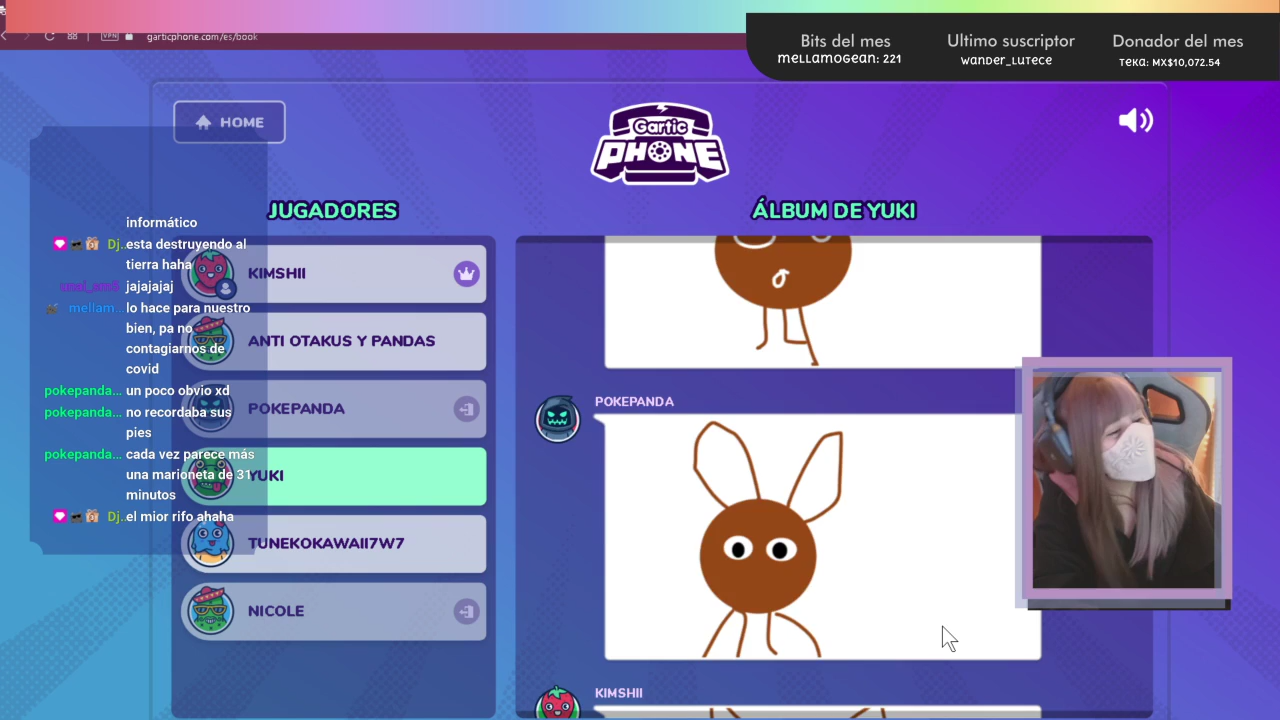 VPN
garticphone.com/es/book
Bits del mes
mellamogean: 221
Ultimo suscriptor
wander_lutece
Donador del mes
Teka: MX$10,072.54
HOME
Gartic
PHONE
JUGADORES
KIMSHII
ANTI OTAKUS Y PANDAS
POKEPANDA
YUKI
TUNEKOKAWAII7W7
NICOLE
informático
Dj.. esta destruyendo al
tierra haha
jajajajaj
mellam... lo hace para nuestro
bien, pa no
contagiarnos de
covid
pokepanda... un poco obvio xd
pokepanda... no recordaba sus
pies
pokepanda... cada vez parece más
una marioneta de 31
minutos
Dj.. el mior rifo ahaha
ÁLBUM DE YUKI
POKEPANDA
KIMSHII